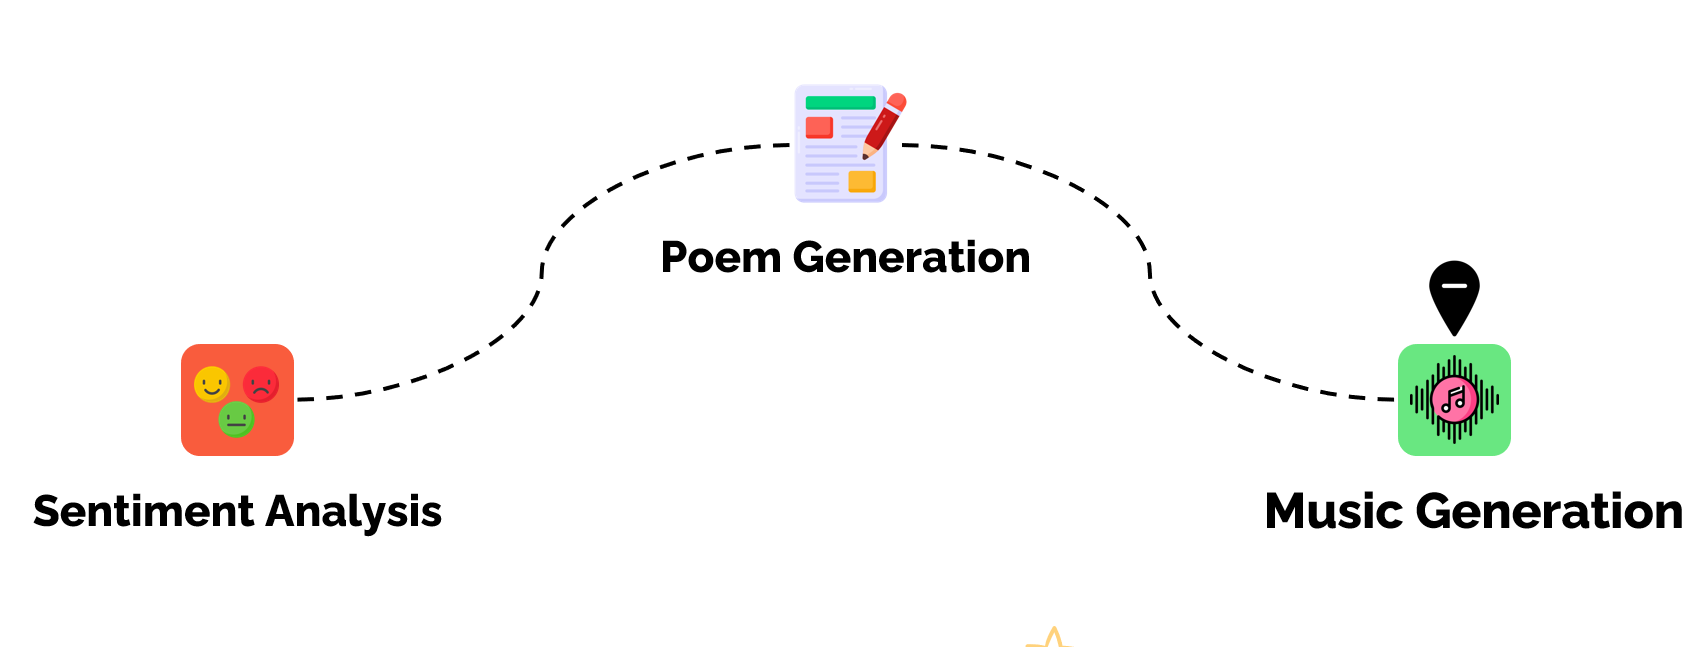 Poem Generation
Sentiment Analysis
Music Generation